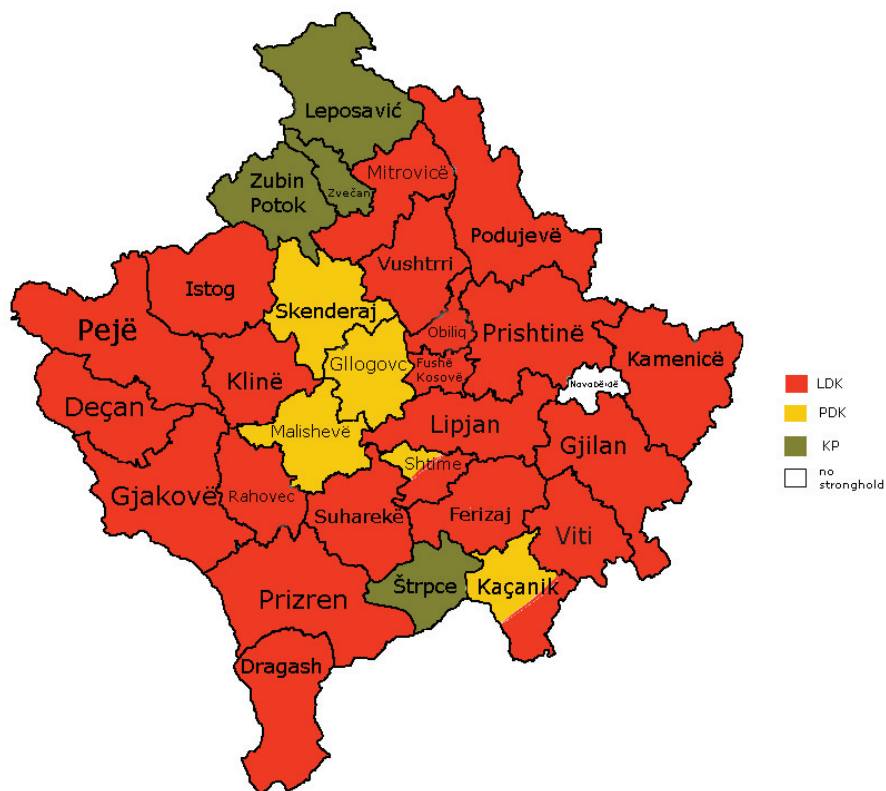 Leposavić
Mitrovicë
Zubin
Potok
Zvečan
Podujevë
Vushtrri
Istog
Skenderaj
Pejë
Obiliq
Prishtinë
Gllogovc
Fushë
Kosovë
Kamenicë
Klinë
Deçan
Lipjan
Malishevë
Gjilan
Shtime
Gjakovë
Rahovec
Suharekë
Ferizaj
Viti
Štrpce
Kaçanik
Prizren
Dragash
LDK
PDK
KP
no
stronghold